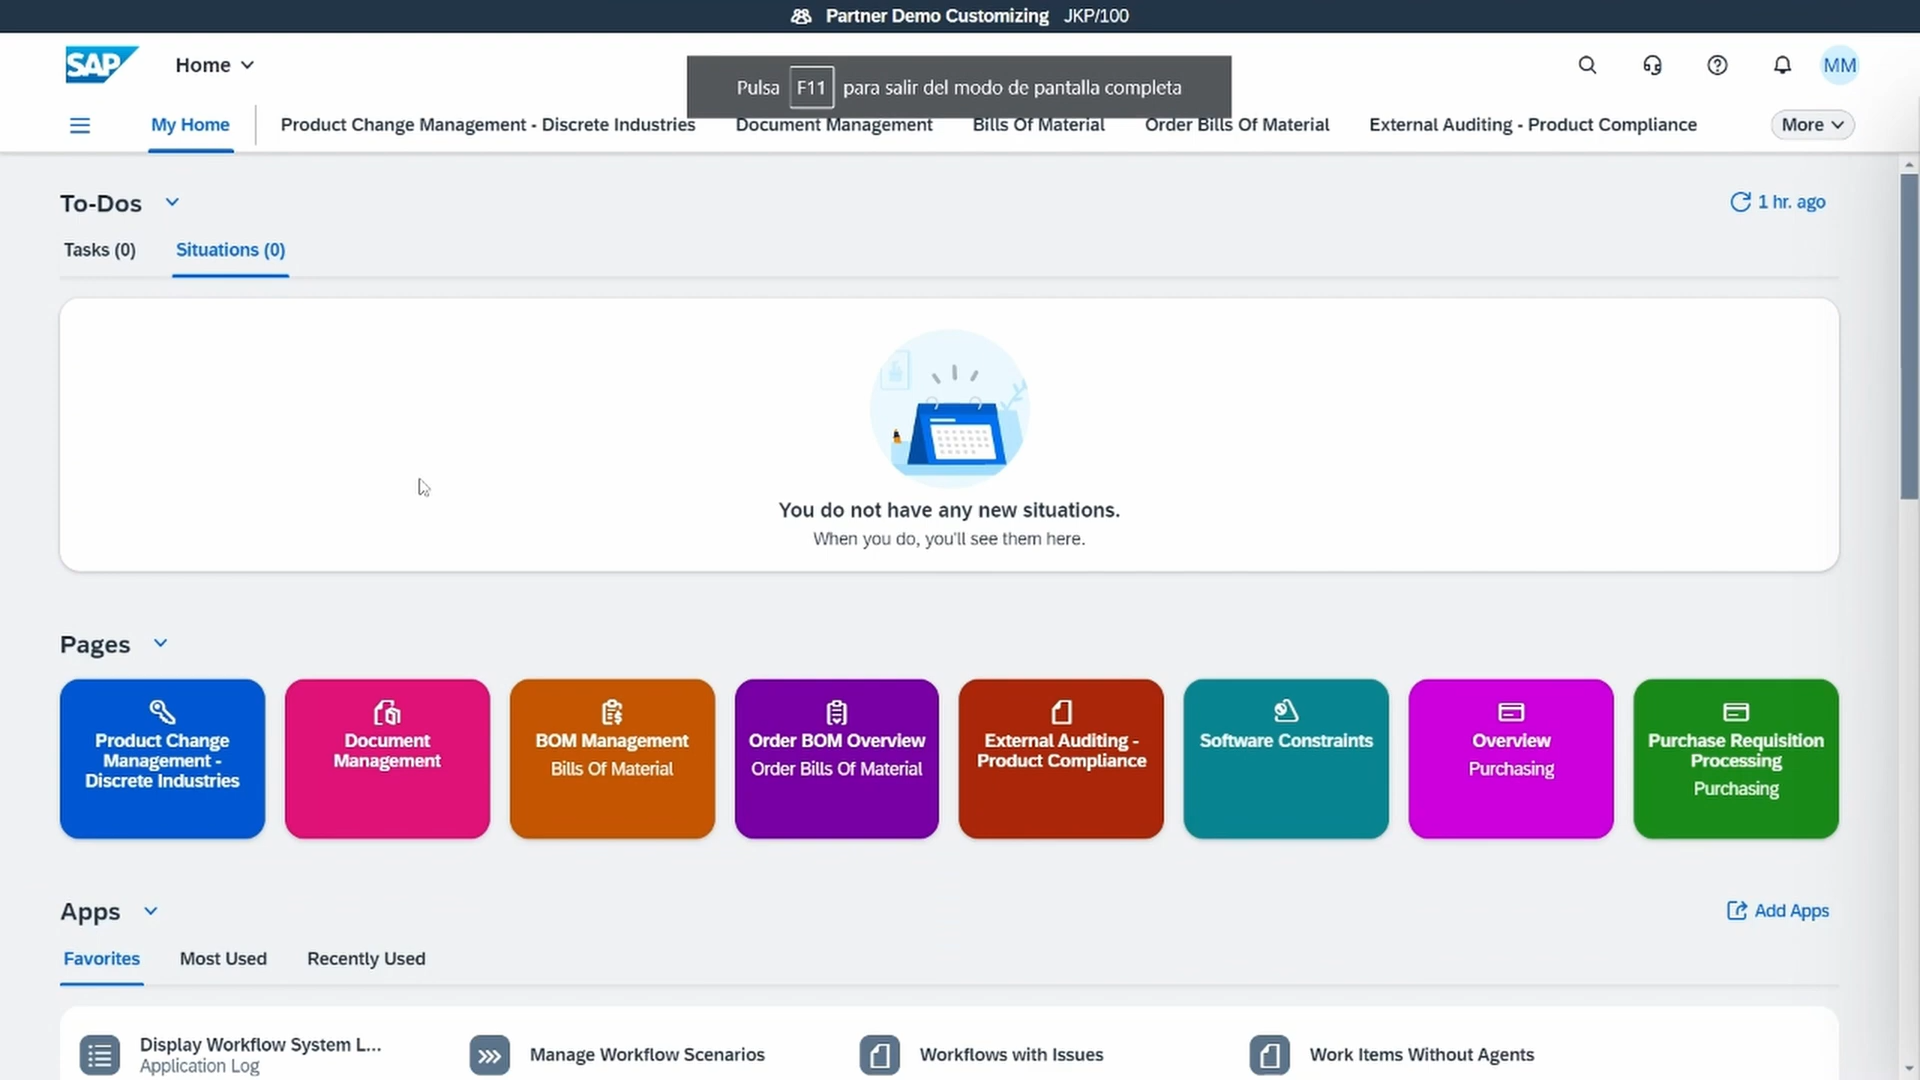 Partner Demo Customizing JKP/100
SAP Home MM
Pulsa F11 para salir del modo de pantalla completa
My Home Product Change Management - Discrete Industries Document Management Bills Of Material Order Bills Of Material External Auditing - Product Compliance More
To-Dos 1 hr. ago
Tasks (0) Situations (0)
You do not have any new situations.
When you do, you'll see them here.
Pages
Product Change
Management -
Discrete Industries
Document
Management
BOM Management
Bills Of Material
Order BOM Overview
Order Bills Of Material
External Auditing -
Product Compliance
Software Constraints
Overview
Purchasing
Purchase Requisition
Processing
Purchasing
Apps Add Apps
Favorites Most Used Recently Used
Display Workflow System L...
Application Log
Manage Workflow Scenarios
Workflows with Issues
Work Items Without Agents